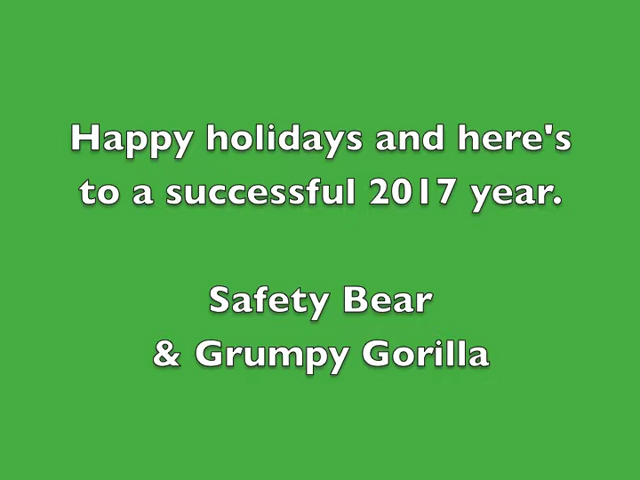 Happy holidays and here's
to a successful 2017 year.
Safety Bear
& Grumpy Gorilla